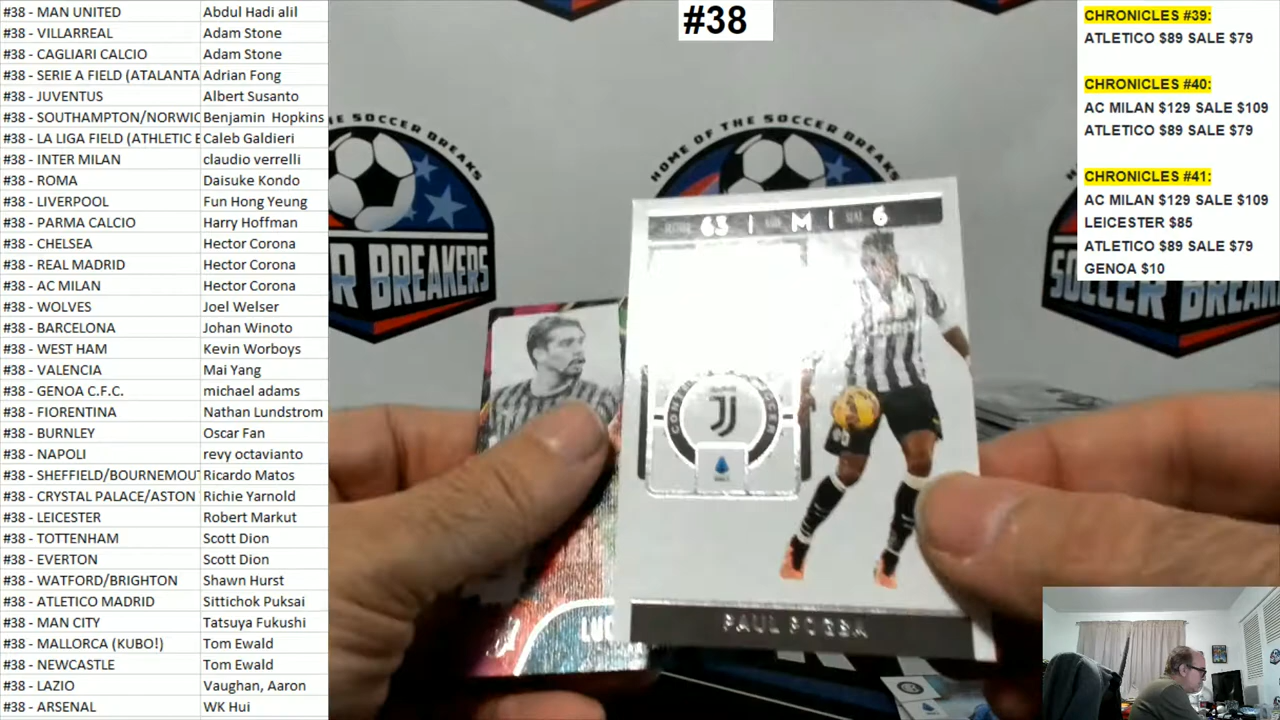 #38 - MAN UNITED Abdul Hadi alil
#38 - VILLARREAL Adam Stone
#38 - CAGLIARI CALCIO Adam Stone
#38 - SERIE A FIELD (ATALANTA Adrian Fong
#38 - JUVENTUS Albert Susanto
#38 - SOUTHAMPTON/NORWIC Benjamin Hopkins
#38 - LA LIGA FIELD (ATHLETIC E Caleb Galdieri
#38 - INTER MILAN claudio verrelli
#38 - ROMA Daisuke Kondo
#38 - LIVERPOOL Fun Hong Yeung
#38 - PARMA CALCIO Harry Hoffman
#38 - CHELSEA Hector Corona
#38 - REAL MADRID Hector Corona
#38 - AC MILAN Hector Corona
#38 - WOLVES Joel Welser
#38 - BARCELONA Johan Winoto
#38 - WEST HAM Kevin Worboys
#38 - VALENCIA Mai Yang
#38 - GENOA C.F.C. michael adams
#38 - FIORENTINA Nathan Lundstrom
#38 - BURNLEY Oscar Fan
#38 - NAPOLI revy octavianto
#38 - SHEFFIELD/BOURNEMOUT Ricardo Matos
#38 - CRYSTAL PALACE/ASTON Richie Yarnold
#38 - LEICESTER Robert Markut
#38 - TOTTENHAM Scott Dion
#38 - EVERTON Scott Dion
#38 - WATFORD/BRIGHTON Shawn Hurst
#38 - ATLETICO MADRID Sittichok Puksai
#38 - MAN CITY Tatsuya Fukushi
#38 - MALLORCA (KUBO!) Tom Ewald
#38 - NEWCASTLE Tom Ewald
#38 - LAZIO Vaughan, Aaron
#38 - ARSENAL WK Hui
#38
CHRONICLES #39:
ATLETICO $89 SALE $79
CHRONICLES #40:
AC MILAN $129 SALE $109
ATLETICO $89 SALE $79
CHRONICLES #41:
AC MILAN $129 SALE $109
LEICESTER $85
ATLETICO $89 SALE $79
GENOA $10
HOME OF THE SOCCER BREAKS
E SOCCER BREAKS
R BREAKERS
SOCCER BREA
63 M 6
Jeep
PAUL POGBA